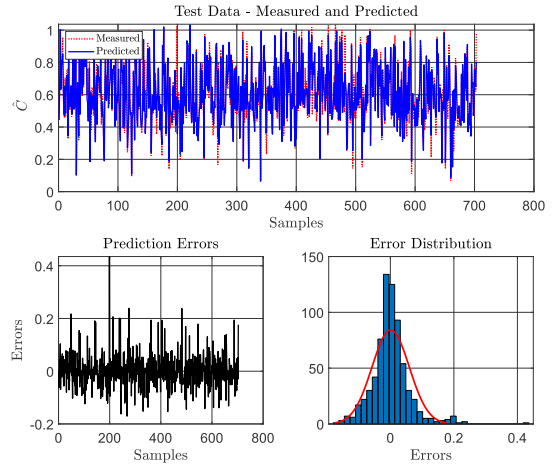 Test Data - Measured and Predicted
1
0.8
0.6
0.4
0.2
0
Ĉ
Measured
Predicted
0 100 200 300 400 500 600 700 800
Samples
Prediction Errors
0.4
0.2
0
-0.2
Errors
0 200 400 600 800
Samples
Error Distribution
150
100
50
0
0 0.2 0.4
Errors